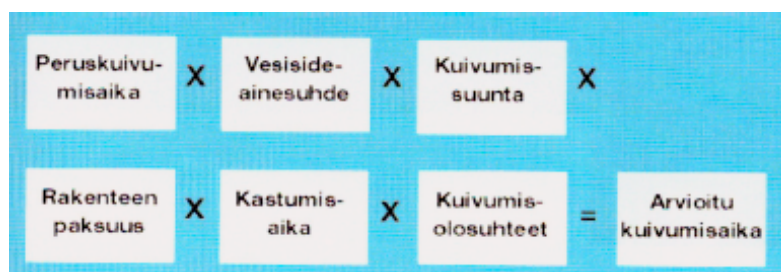 Peruskuivu- X Vesiside- X Kuivumis- X
misaika ainesuhde suunta
Rakenteen X Kastumis- X Kuivumis- = Arvioitu
paksuus aika olosuhteet kuivumisaika